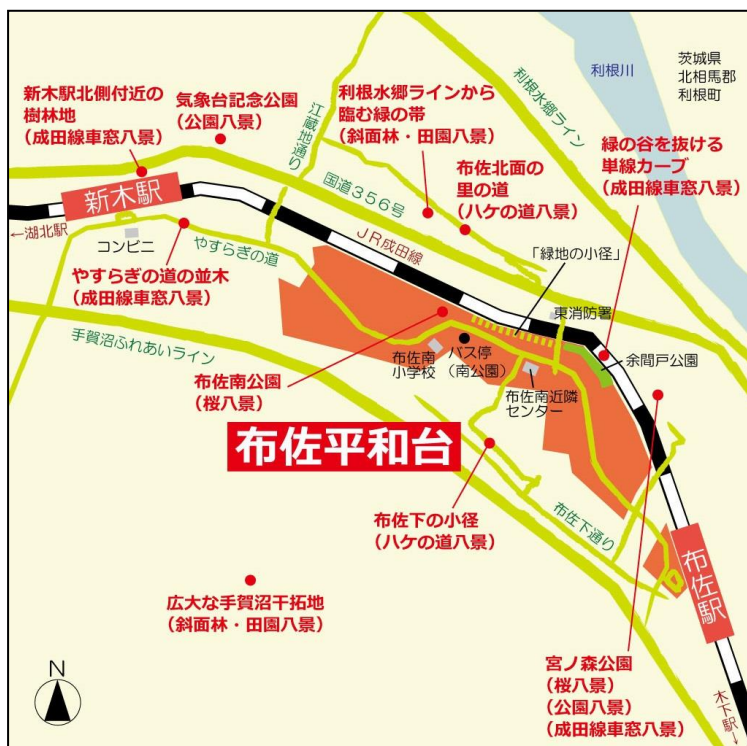 新木駅北側付近の
樹林地
(成田線車窓八景)
気象台記念公園
(公園八景)
江蔵地通り
利根水郷ラインから
臨む緑の帯
(斜面林・田園八景)
利根水郷ライン
利根川
茨城県
北相馬郡
利根町
布佐北面の
里の道
(ハケの道八景)
緑の谷を抜ける
単線カーブ
(成田線車窓八景)
新木駅
国道356号
←湖北駅
コンビニ
やすらぎの道
JR成田線
「緑地の小径」
やすらぎの道の並木
(成田線車窓八景)
東消防署
手賀沼ふれあいライン
布佐南公園
(桜八景)
布佐南
小学校
バス停
(南公園)
布佐南近隣
センター
余間戸公園
布佐平和台
布佐下の小径
(ハケの道八景)
布佐下通り
布佐駅
広大な手賀沼干拓地
(斜面林・田園八景)
宮ノ森公園
(桜八景)
(公園八景)
(成田線車窓八景)
木下駅→
N